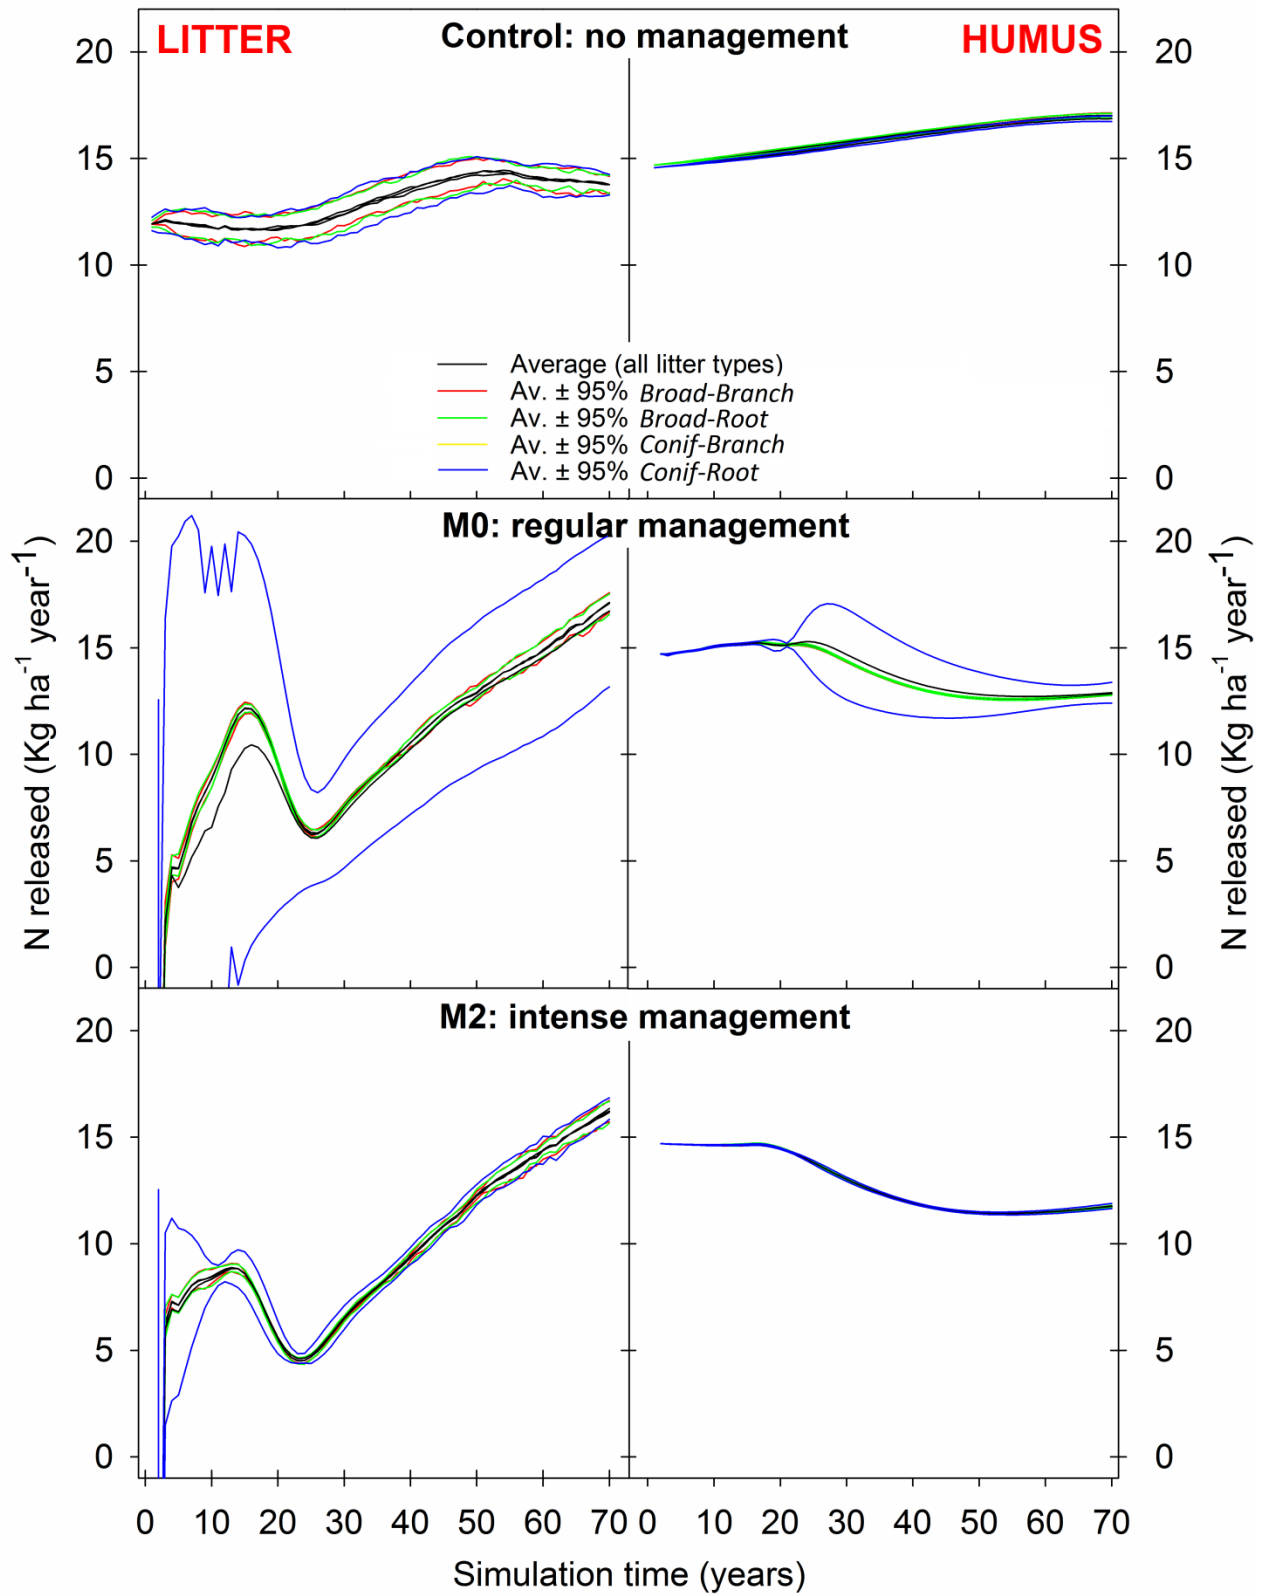 LITTER Control: no management HUMUS
20 20
15 15
10 10
5 5
0 0
Average (all litter types)
Av. ± 95% Broad-Branch
Av. ± 95% Broad-Root
Av. ± 95% Conif-Branch
Av. ± 95% Conif-Root
M0: regular management
20 20
15 15
10 10
5 5
0 0
N released (Kg ha-1 year-1)
N released (Kg ha-1 year-1)
M2: intense management
20 20
15 15
10 10
5 5
0 0
0 10 20 30 40 50 60 70 0 10 20 30 40 50 60 70
Simulation time (years)